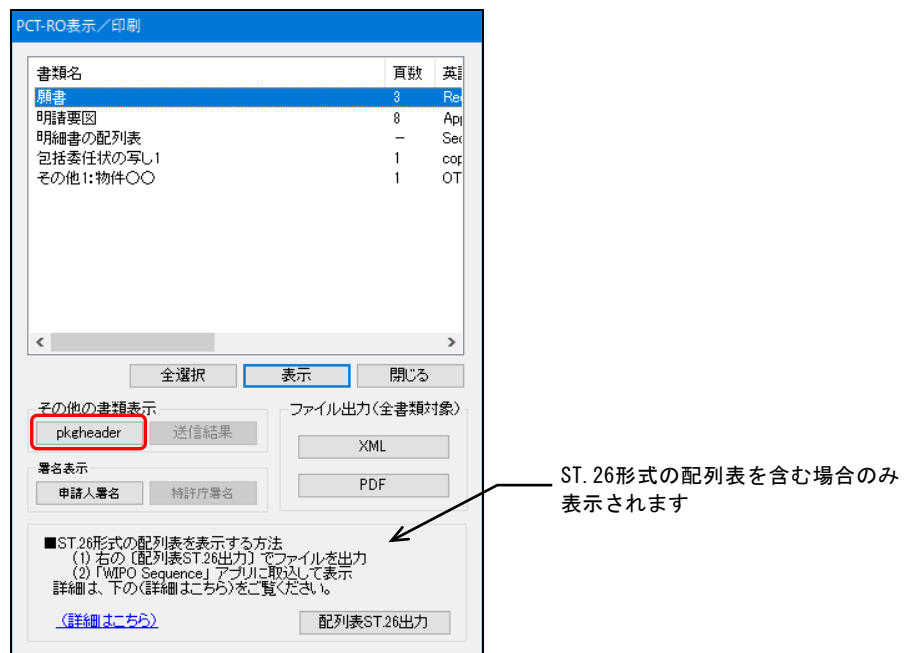 PCT-RO表示／印刷
書類名 頁数
願書 3
明請要図 8
明細書の配列表 －
包括委任状の写し1 1
その他1:物件〇〇 1 OT
全選択 表示 閉じる
その他の書類表示 ファイル出力(全書類対象)
pkgheader 送信結果 XML
署名表示
申請人署名 特許庁署名 PDF
ST.26形式の配列表を含む場合のみ
表示されます
■ST.26形式の配列表を表示する方法
(1) 右の〔配列表ST.26出力〕でファイルを出力
(2)「WIPO Sequence」アプリに取込して表示
詳細は、下の(詳細はこちら)をご覧ください。
(詳細はこちら) 配列表ST.26出力